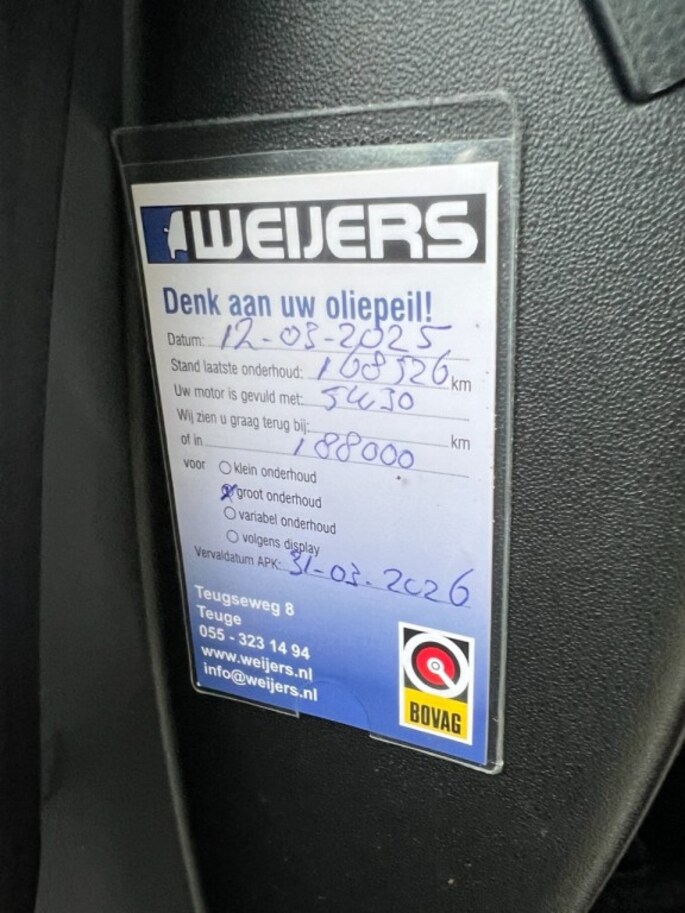 WEIJERS
Denk aan uw oliepeil!
Datum: 12-03-2025
Stand laatste onderhoud: 168526 km
Uw motor is gevuld met: 5W30
Wij zien u graag terug bij: km
of in 188000
voor klein onderhoud
groot onderhoud
variabel onderhoud
volgens display
Vervaldatum APK: 31-03-2026
Teugseweg 8
Teuge
055 - 323 14 94
www.weijers.nl
info@weijers.nl
BOVAG